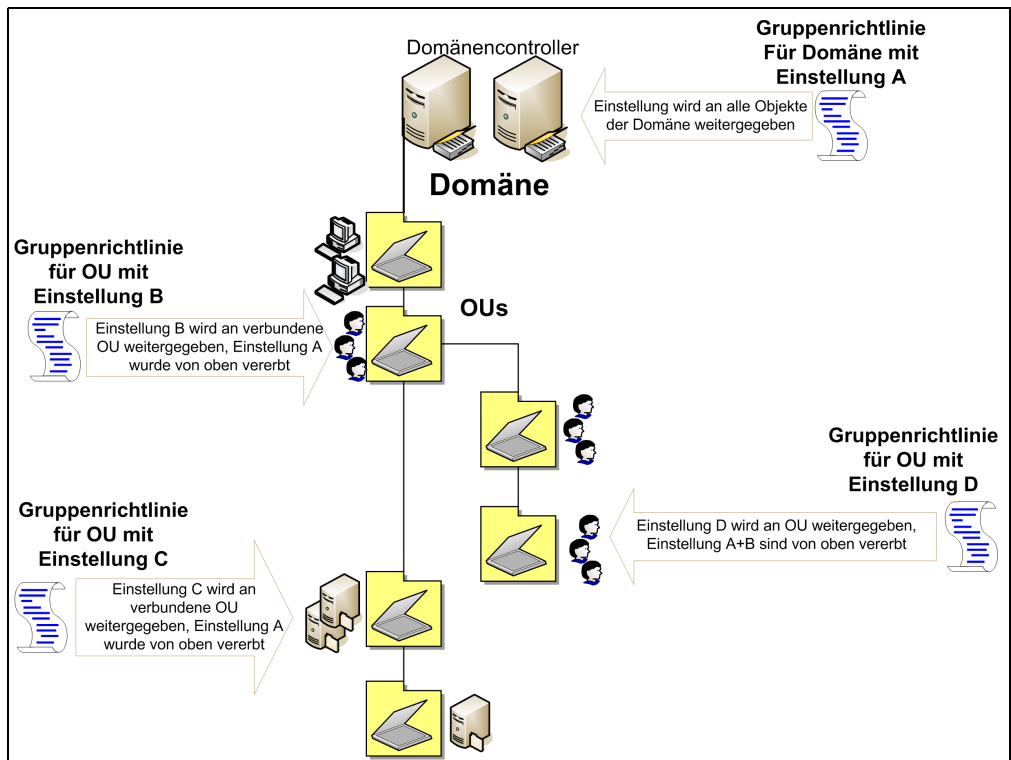 Domänencontroller
Gruppenrichtlinie
Für Domäne mit
Einstellung A
Einstellung wird an alle Objekte
der Domäne weitergegeben
Domäne
Gruppenrichtlinie
für OU mit
Einstellung B
Einstellung B wird an verbundene
OU weitergegeben, Einstellung A
wurde von oben vererbt
OUs
Gruppenrichtlinie
für OU mit
Einstellung D
Einstellung D wird an OU weitergegeben,
Einstellung A+B sind von oben vererbt
Gruppenrichtlinie
für OU mit
Einstellung C
Einstellung C wird an
verbundene OU
weitergegeben, Einstellung A
wurde von oben vererbt